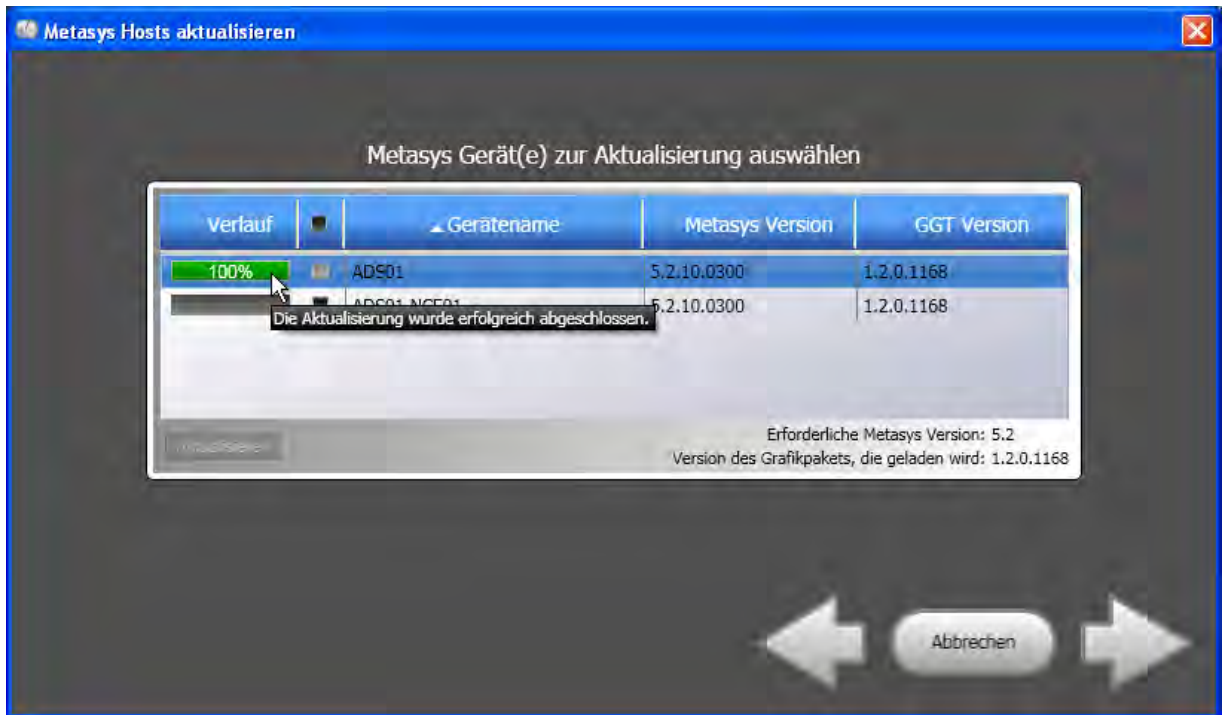 Metasys Hosts aktualisieren
Metasys Gerät(e) zur Aktualisierung auswählen
Verlauf Gerätename Metasys Version GGT Version
100% ADS01 5.2.10.0300 1.2.0.1168
5.2.10.0300 1.2.0.1168
Die Aktualisierung wurde erfolgreich abgeschlossen.
Erforderliche Metasys Version: 5.2
Version des Grafikpakets, die geladen wird: 1.2.0.1168
Abbrechen